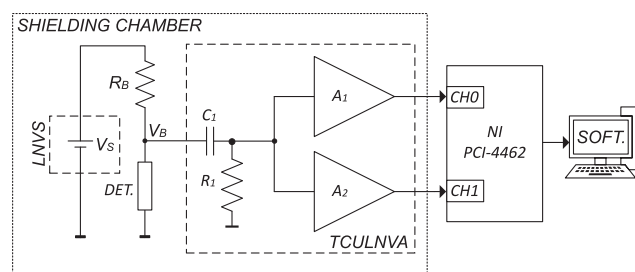 SHIELDING CHAMBER
LNVS
VS
RB
VB
DET.
C1
R1
A1
A2
TCULNVA
CH0
CH1
NI
PCI-4462
SOFT.